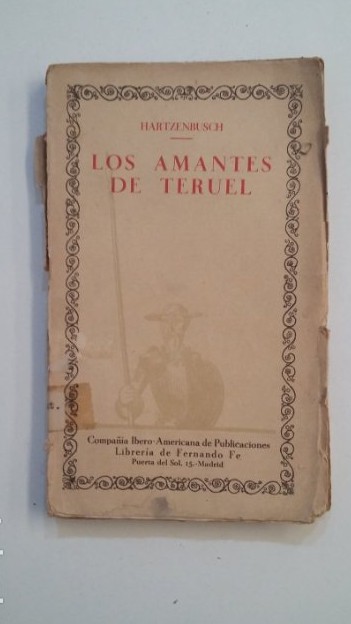 HARTZENBUSCH
LOS AMANTES
DE TERUEL
Compañía Ibero-Americana de Publicaciones
Librería de Fernando Fe
Puerta del Sol, 15.-Madrid